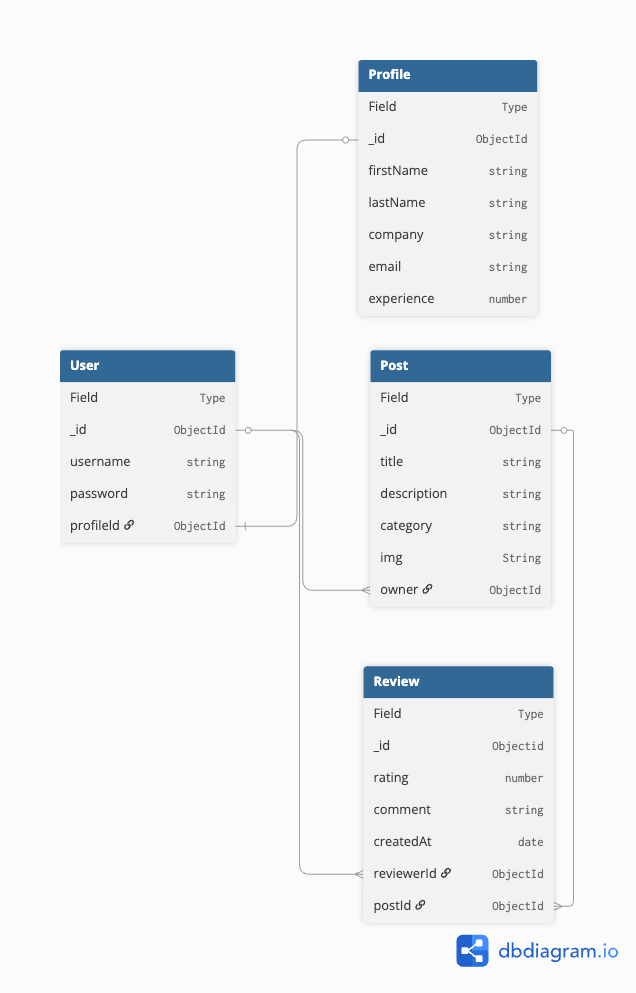 Profile
Field Type
_id ObjectId
firstName string
lastName string
company string
email string
experience number
User
Field Type
_id ObjectId
username string
password string
profileId ObjectId
Post
Field Type
_id ObjectId
title string
description string
category string
img String
owner ObjectId
Review
Field Type
_id Objectid
rating number
comment string
createdAt date
reviewerId ObjectId
postId ObjectId
dbdiagram.io